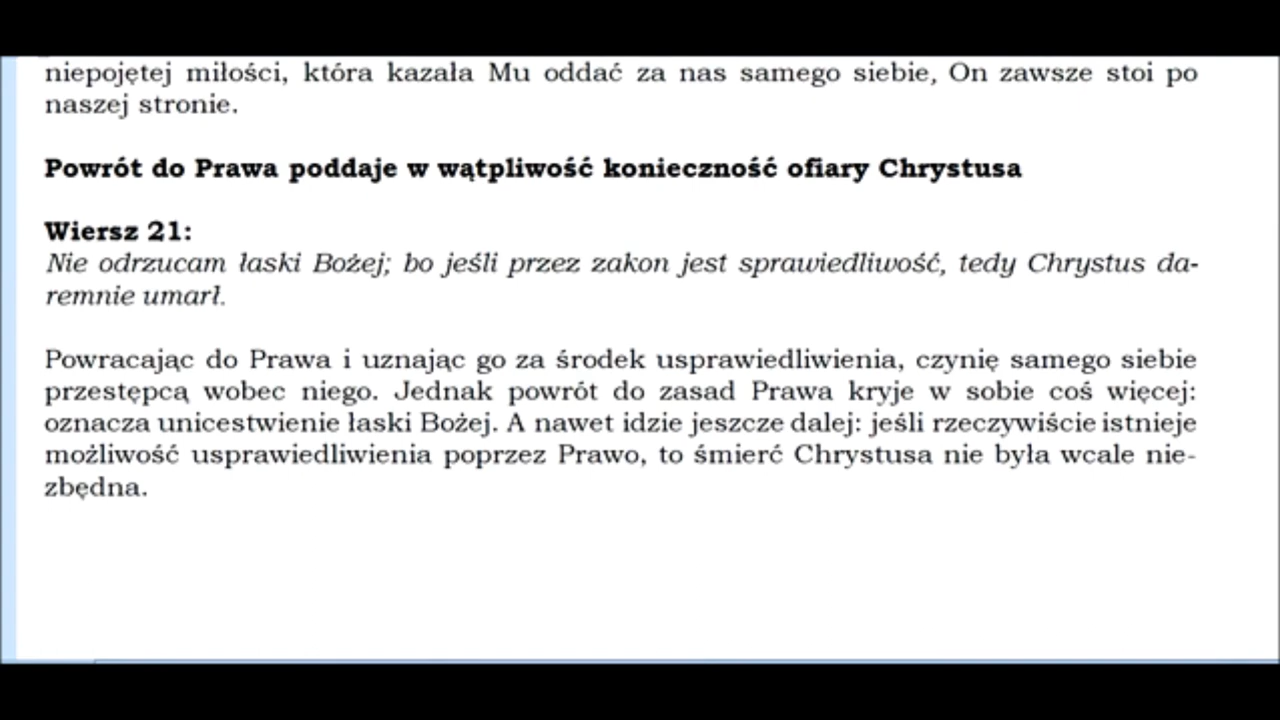 niepojętej miłości, która kazała Mu oddać za nas samego siebie, On zawsze stoi po
naszej stronie.
Powrót do Prawa poddaje w wątpliwość konieczność ofiary Chrystusa
Wiersz 21:
Nie odrzucam łaski Bożej; bo jeśli przez zakon jest sprawiedliwość, tedy Chrystus da-
remnie umarł.
Powracając do Prawa i uznając go za środek usprawiedliwienia, czynię samego siebie
przestępcą wobec niego. Jednak powrót do zasad Prawa kryje w sobie coś więcej:
oznacza unicestwienie łaski Bożej. A nawet idzie jeszcze dalej: jeśli rzeczywiście istnieje
możliwość usprawiedliwienia poprzez Prawo, to śmierć Chrystusa nie była wcale nie-
zbędna.